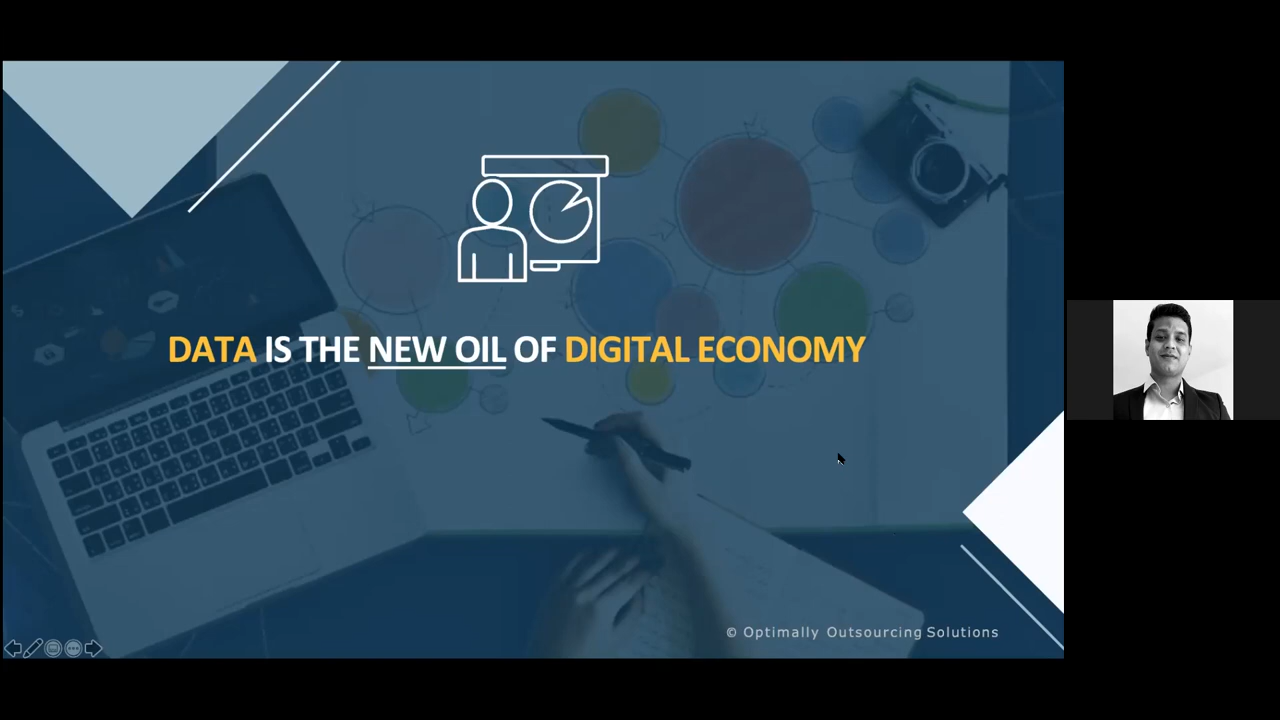 DATA IS THE NEW OIL OF DIGITAL ECONOMY
© Optimally Outsourcing Solutions